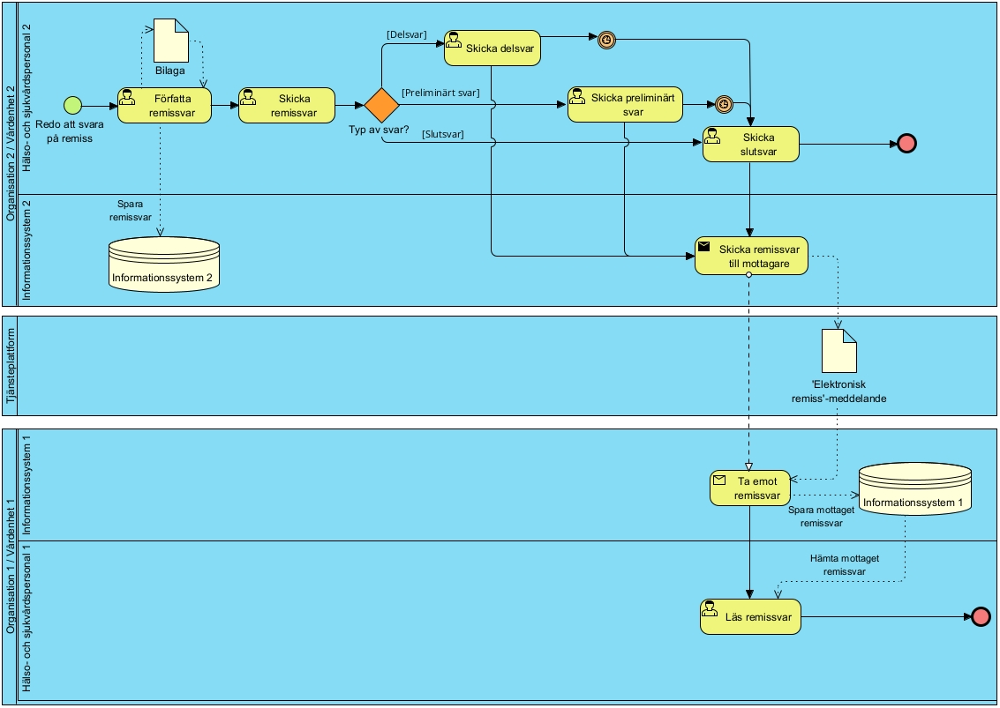 Organisation 2 / Vårdenhet 2
Hälso- och sjukvårdspersonal 2
Bilaga
Redo att svara
på remiss
Författa
remissvar
Skicka
remissvar
Typ av svar?
[Delsvar]
Skicka delsvar
[Preliminärt svar]
Skicka preliminärt
svar
[Slutsvar]
Skicka
slutsvar
Informationssystem 2
Spara
remissvar
Informationssystem 2
Skicka remissvar
till mottagare
Tjänsteplattform
'Elektronisk
remiss'-meddelande
Organisation 1 / Vårdenhet 1
Informationssystem 1
Ta emot
remissvar
Spara mottaget
remissvar
Informationssystem 1
Hälso- och sjukvårdspersonal 1
Hämta mottaget
remissvar
Läs remissvar